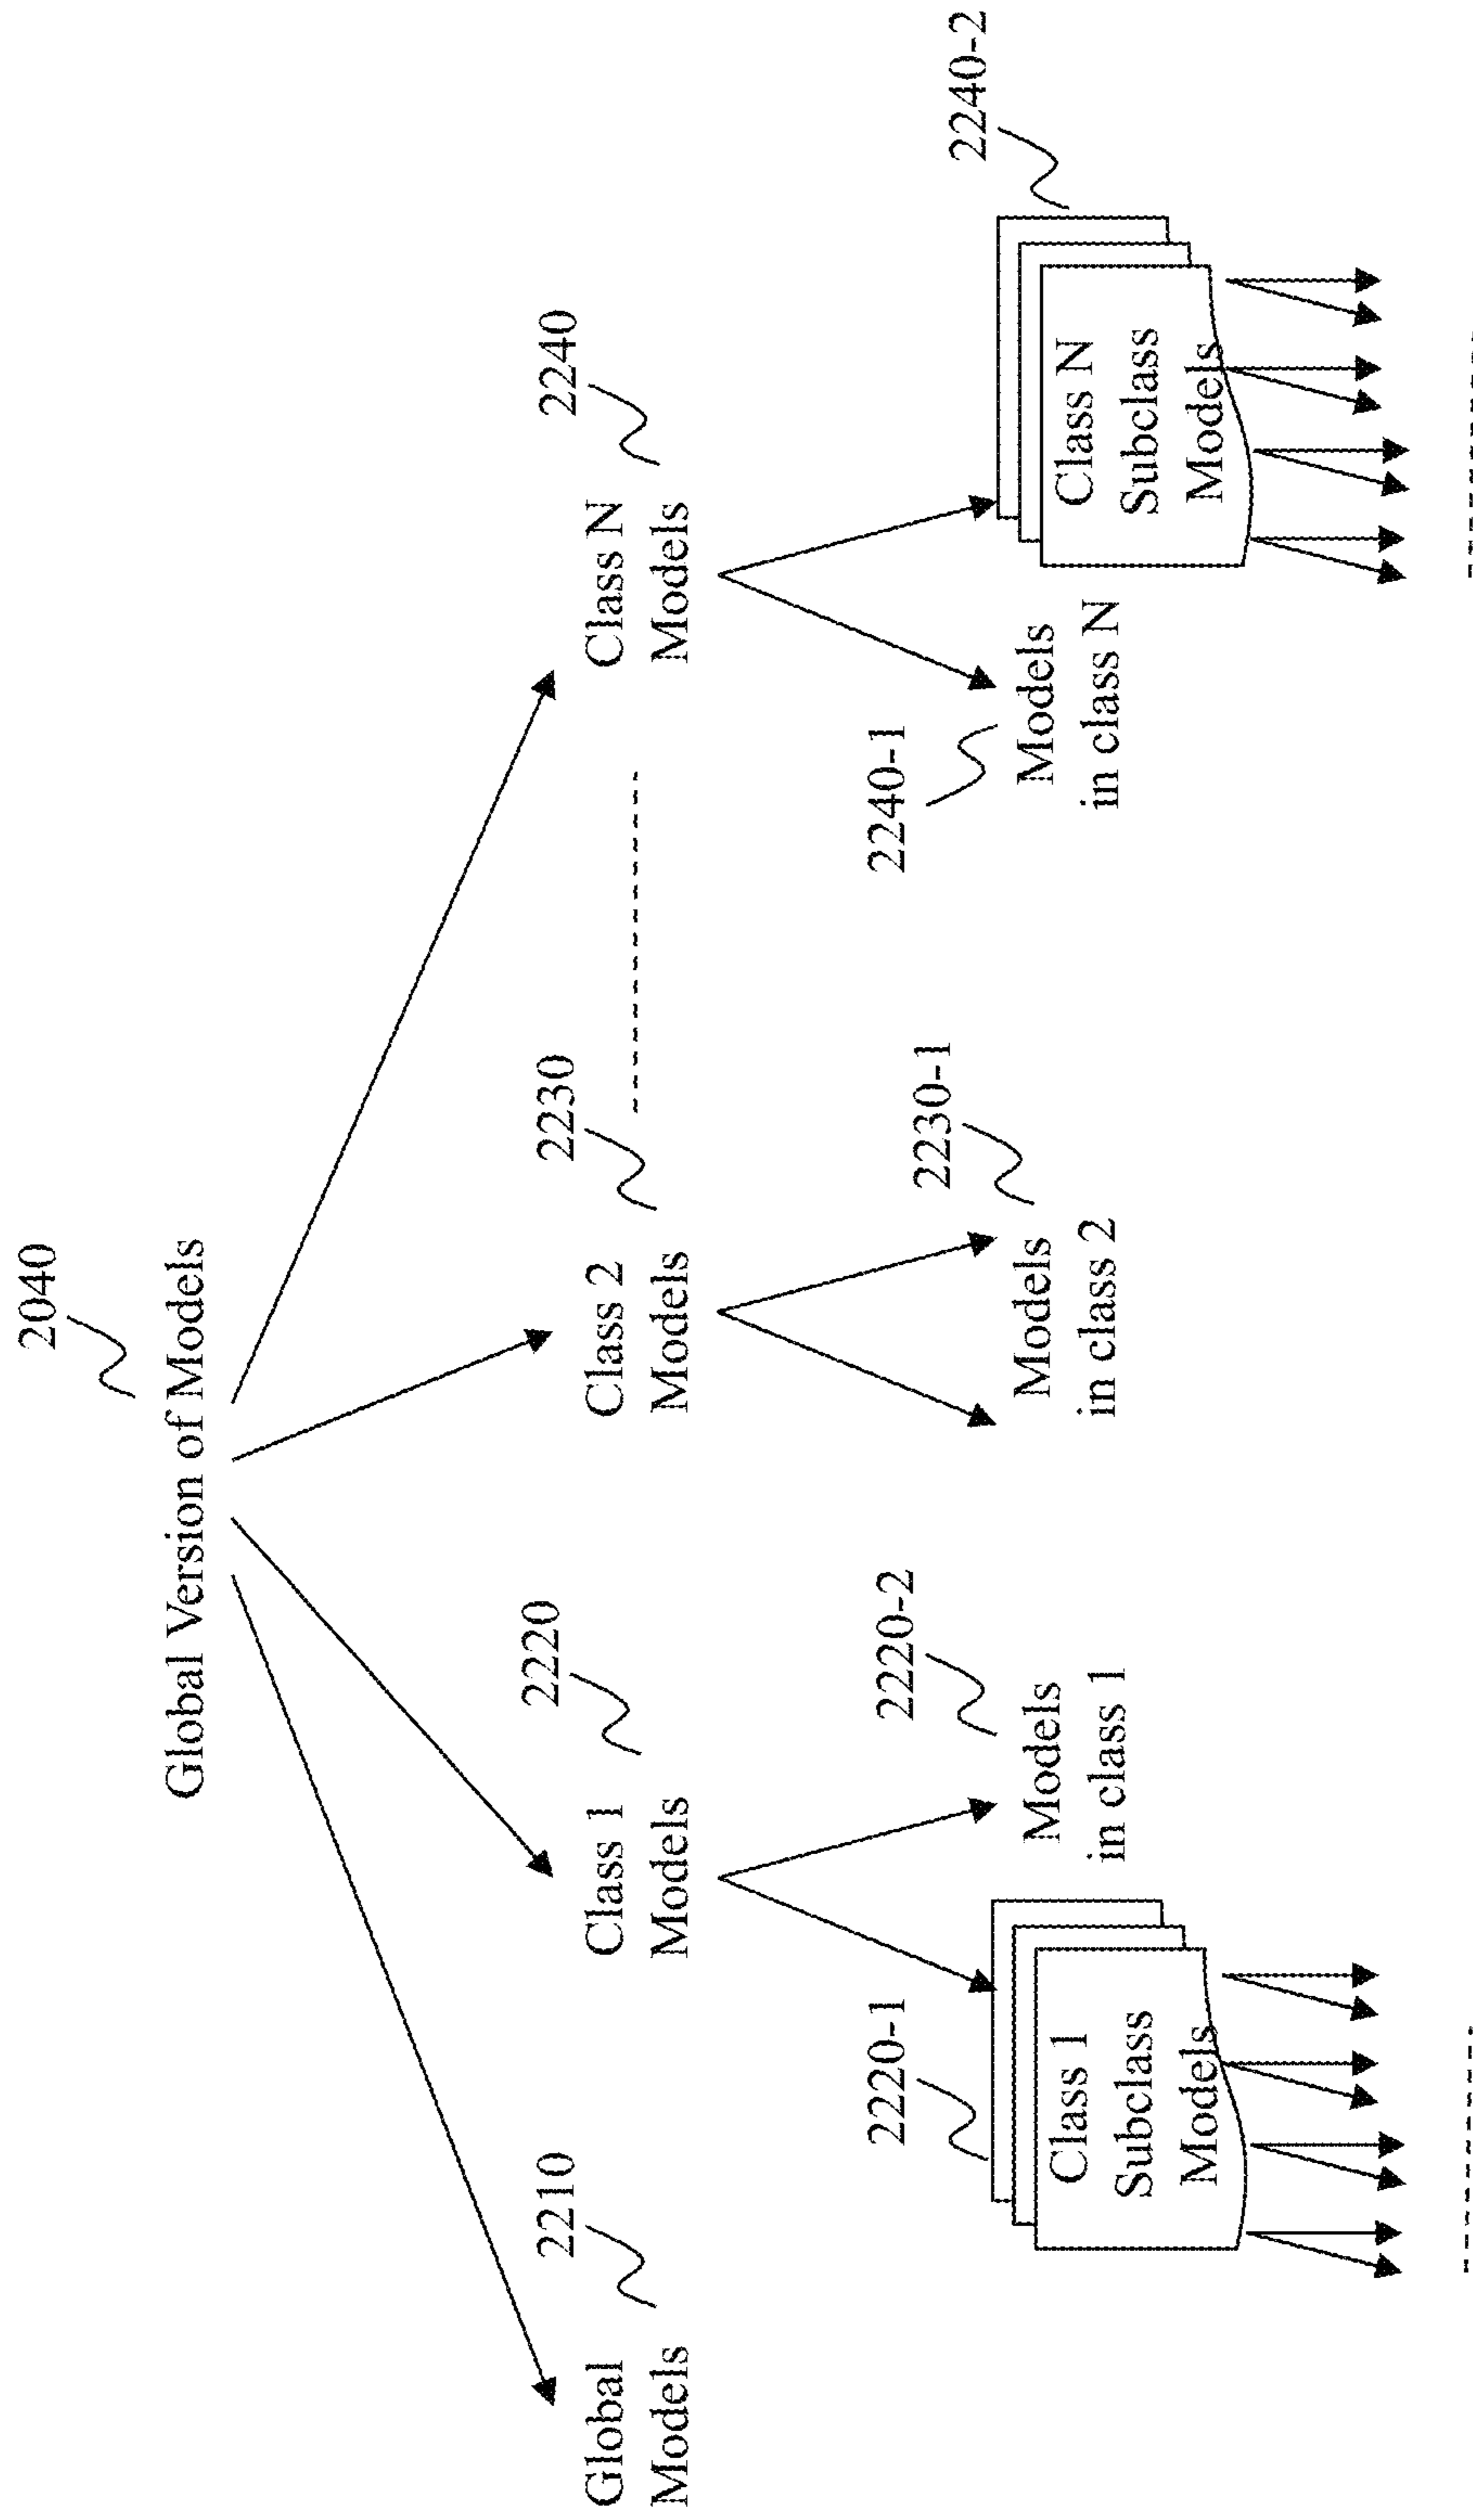 2040
Global Version of Models
2210
2220
2230
2240
Global
Models
Class 1
Models
Class 2
Models
Class N
Models
2220-1
2220-2
2230-1
2240-1
2240-2
Class 1
Subclass
Models
Models
in class 1
Models
in class 2
Models
in class N
Class N
Subclass
Models